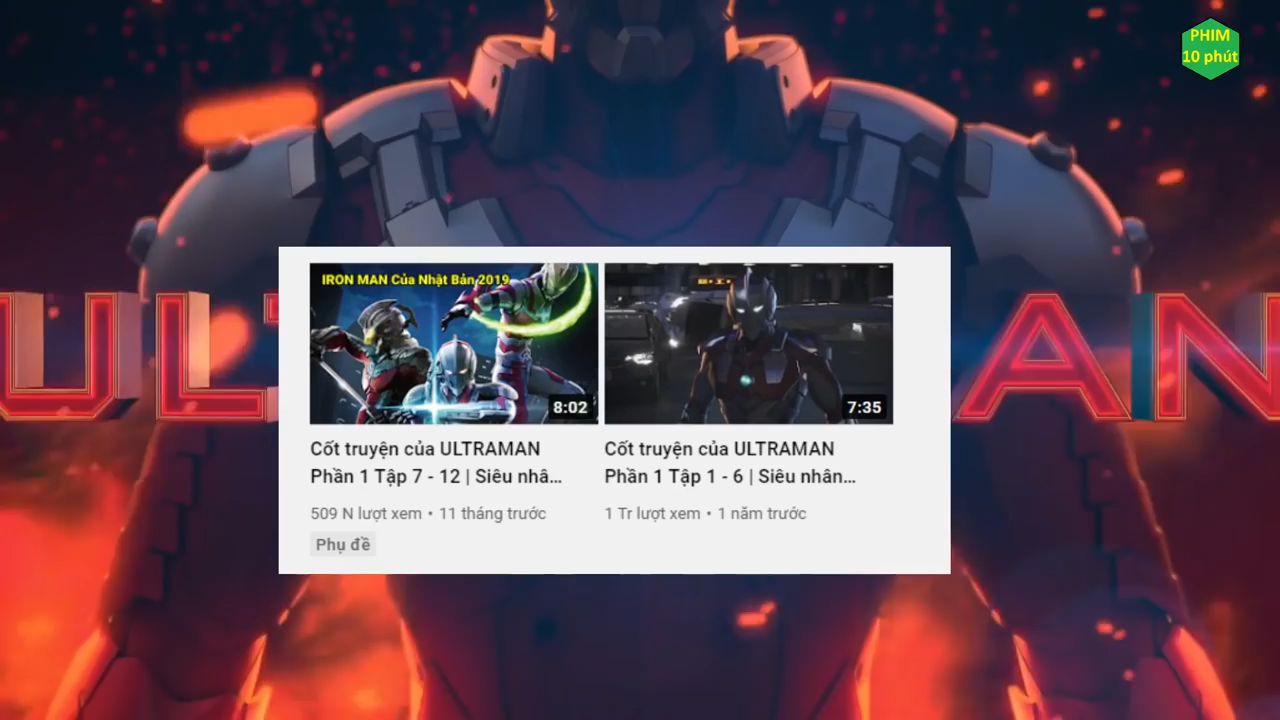 PHIM
10 phút
IRON MAN Của Nhật Bản 2019
8:02
7:35
Cốt truyện của ULTRAMAN
Phần 1 Tập 7 - 12 | Siêu nhâ...
509 N lượt xem • 11 tháng trước
Phụ đề
Cốt truyện của ULTRAMAN
Phần 1 Tập 1 - 6 | Siêu nhân...
1 Tr lượt xem • 1 năm trước
UL AN